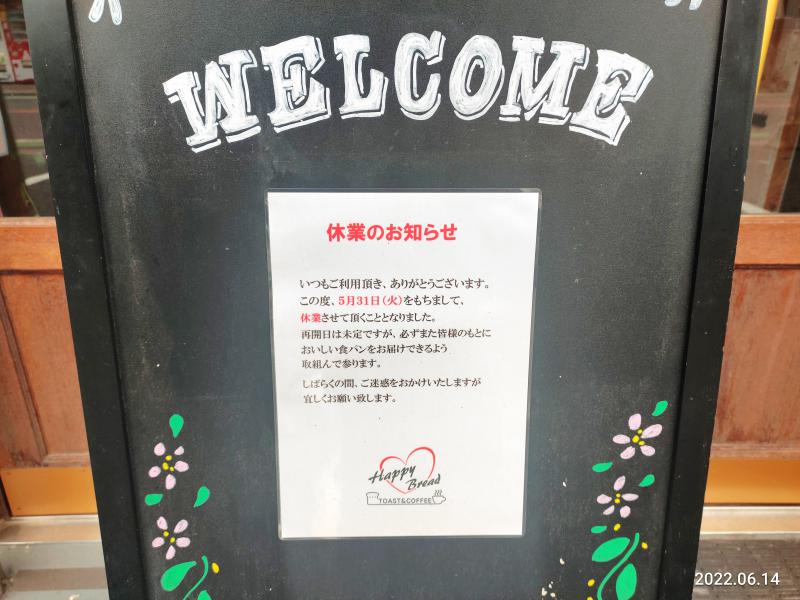 WELCOME
休業のお知らせ
いつもご利用頂き、ありがとうございます。
この度、5月31日(火)をもちまして、
休業させて頂くこととなりました。
再開日は未定ですが、必ずまた皆様のもとに
おいしい食パンをお届けできるよう
取組んで参ります。
しばらくの間、ご迷惑をおかけいたしますが
宜しくお願い致します。
Happy
Bread
TOAST&COFFEE
2022.06.14